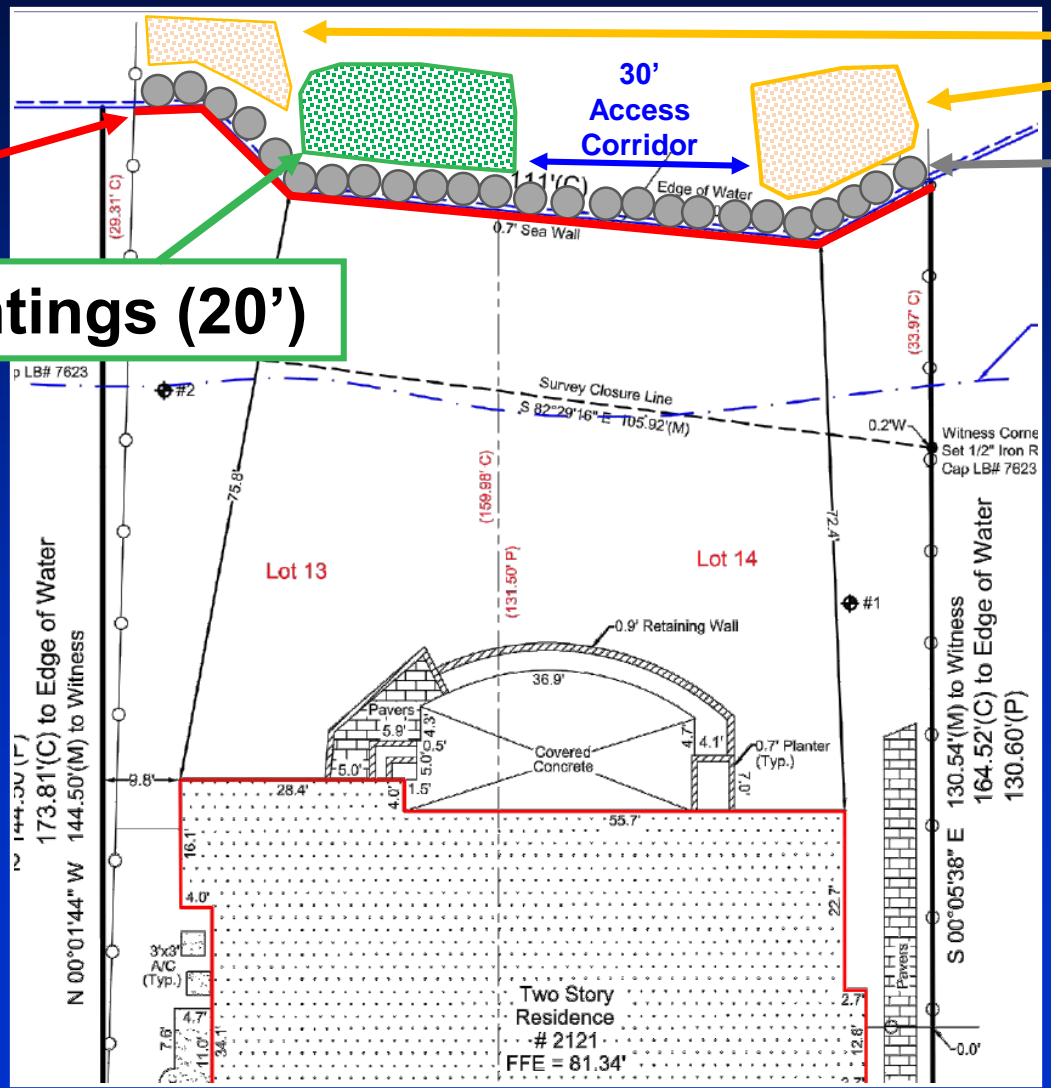 30’
Access
Corridor
111'(C)
Edge of Water
0.7' Sea Wall
(29.31' C)
(33.97' C)
ntings (20’)
p LB# 7623
#2
Survey Closure Line
S 82°29'16" E 105.92'(M)
0.2'W
Witness Corne
Set 1/2" Iron R
Cap LB# 7623
75.8'
(159.98' C)
(131.50' P)
72.4'
Lot 13
Lot 14
#1
0.9' Retaining Wall
36.9'
Pavers
5.9'
4.3'
0.5'
5.0'
5.0'
1.5'
4.0'
Covered
Concrete
4.7'
4.1'
0.7' Planter
(Typ.)
7.0'
9.8'
28.4'
55.7'
16.1'
4.0'
22.7'
3'x3'
A/C
(Typ.)
4.7'
7.6'
11.0'
34.1'
Two Story
Residence
# 2121
FFE = 81.34'
2.7'
12.8'
Pavers
0.0'
144.50 (P)
173.81'(C) to Edge of Water
N 00°01'44" W 144.50'(M) to Witness
S 00°05'38" E 130.54'(M) to Witness
164.52'(C) to Edge of Water
130.60'(P)